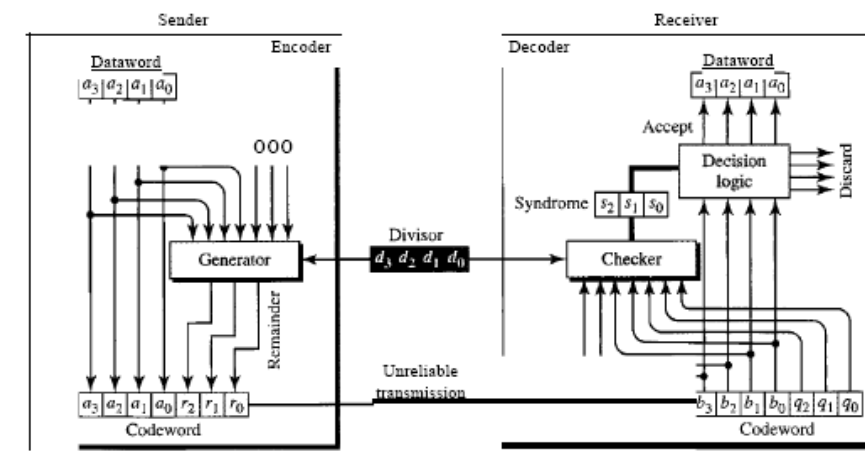 Sender
Receiver
Encoder
Decoder
Dataword
a3 a2 a1 a0
Dataword
a3 a2 a1 a0
Accept
000
Decision
logic
Discard
Syndrome s2 s1 s0
Divisor
d3 d2 d1 d0
Generator
Checker
Remainder
Unreliable
transmission
a3 a2 a1 a0 r2 r1 r0
Codeword
b3 b2 b1 b0 q2 q1 q0
Codeword